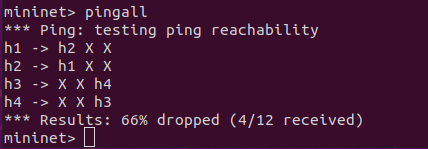 mininet> pingall
*** Ping: testing ping reachability
h1 -> h2 X X
h2 -> h1 X X
h3 -> X X h4
h4 -> X X h3
*** Results: 66% dropped (4/12 received)
mininet>